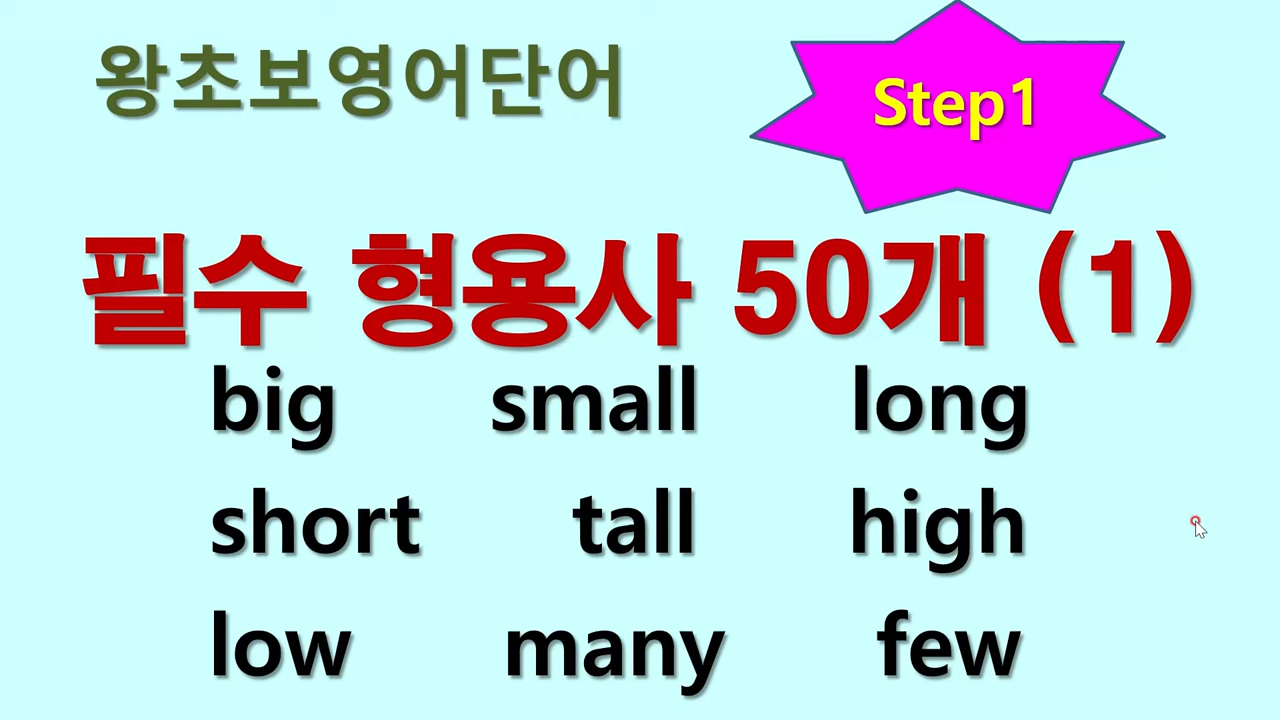 왕초보영어단어
Step1
필수 형용사 50개 (1)
big small long
short tall high
low many few